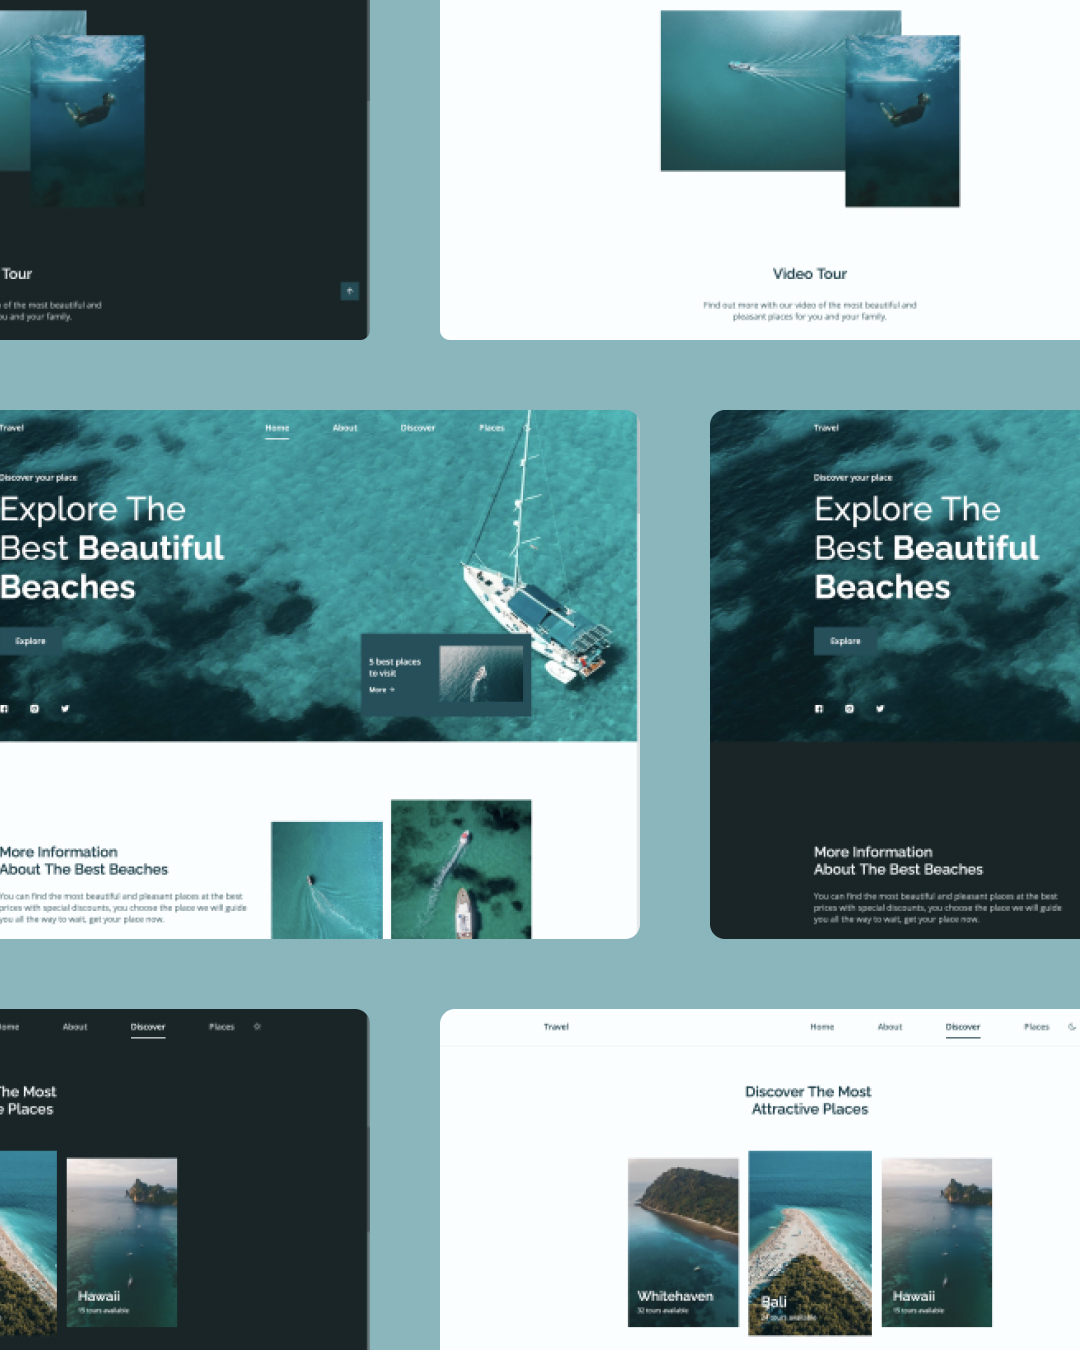 Tour
of the most beautiful and
and your family.
Video Tour
Find out more with our video of the most beautiful and
pleasant places for you and your family.
Travel
Home
About
Discover
Places
Discover your place
Explore The
Best Beautiful
Beaches
Explore
5 best places
to visit
More
More Information
About The Best Beaches
You can find the most beautiful and pleasant places at the best
prices with special discounts, you choose the place we will guide
you all the way to wait, get your place now.
Travel
Discover your place
Explore The
Best Beautiful
Beaches
Explore
More Information
About The Best Beaches
You can find the most beautiful and pleasant places at the best
prices with special discounts, you choose the place we will guide
you all the way to wait, get your place now.
Home
About
Discover
Places
The Most
Places
Hawaii
15 tours available
Travel
Home
About
Discover
Places
Discover The Most
Attractive Places
Whitehaven
32 tours available
Bali
24 tours available
Hawaii
15 tours available